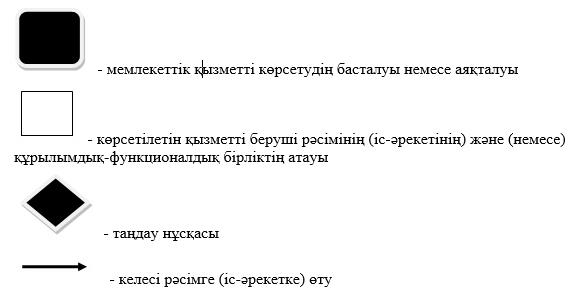 - мемлекеттік қызметті көрсетудің басталуы немесе аяқталуы
- көрсетілетін қызметті беруші рәсімінің (іс-әрекетінің) және (немесе)
құрылымдық-функционалдық бірліктің атауы
- таңдау нұсқасы
- келесі рәсімге (іс-әрекетке) өту